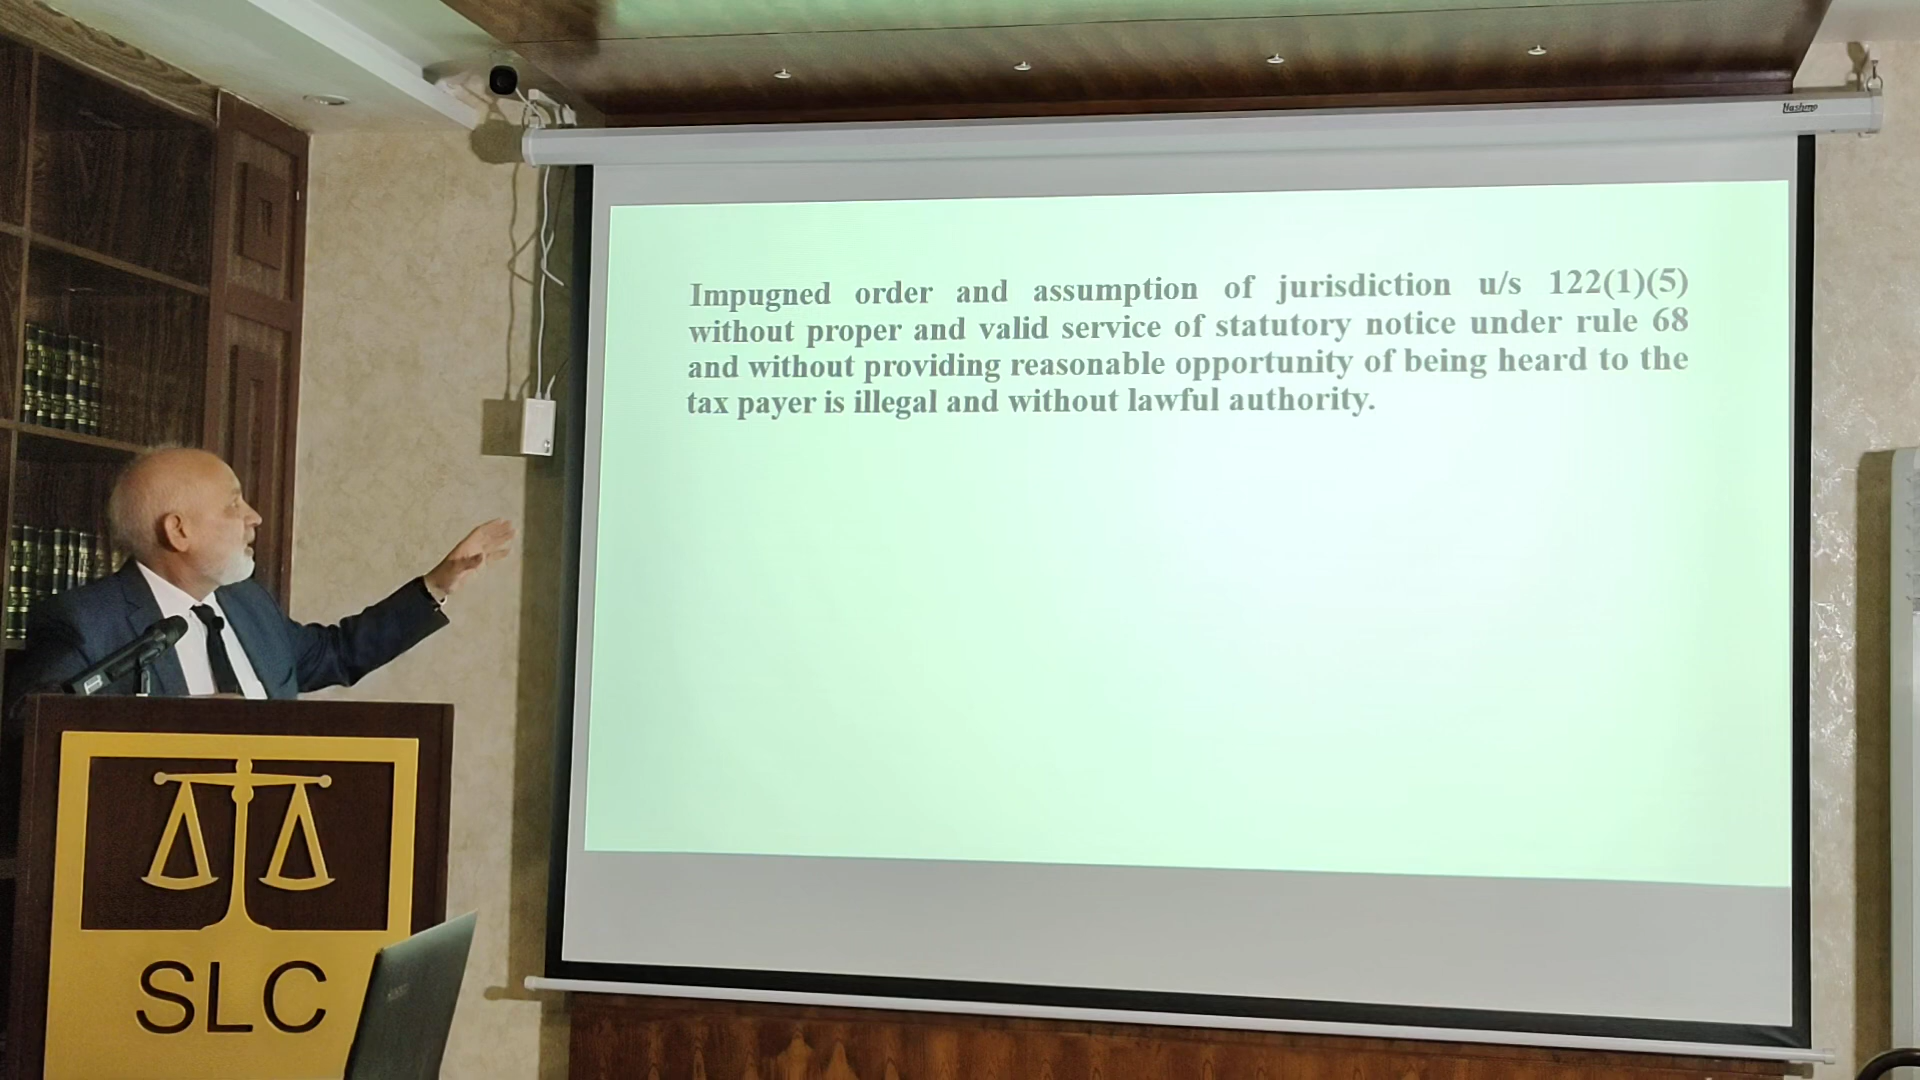 Hashmo
Impugned order and assumption of jurisdiction u/s 122(1)(5)
without proper and valid service of statutory notice under rule 68
and without providing reasonable opportunity of being heard to the
tax payer is illegal and without lawful authority.
SLC